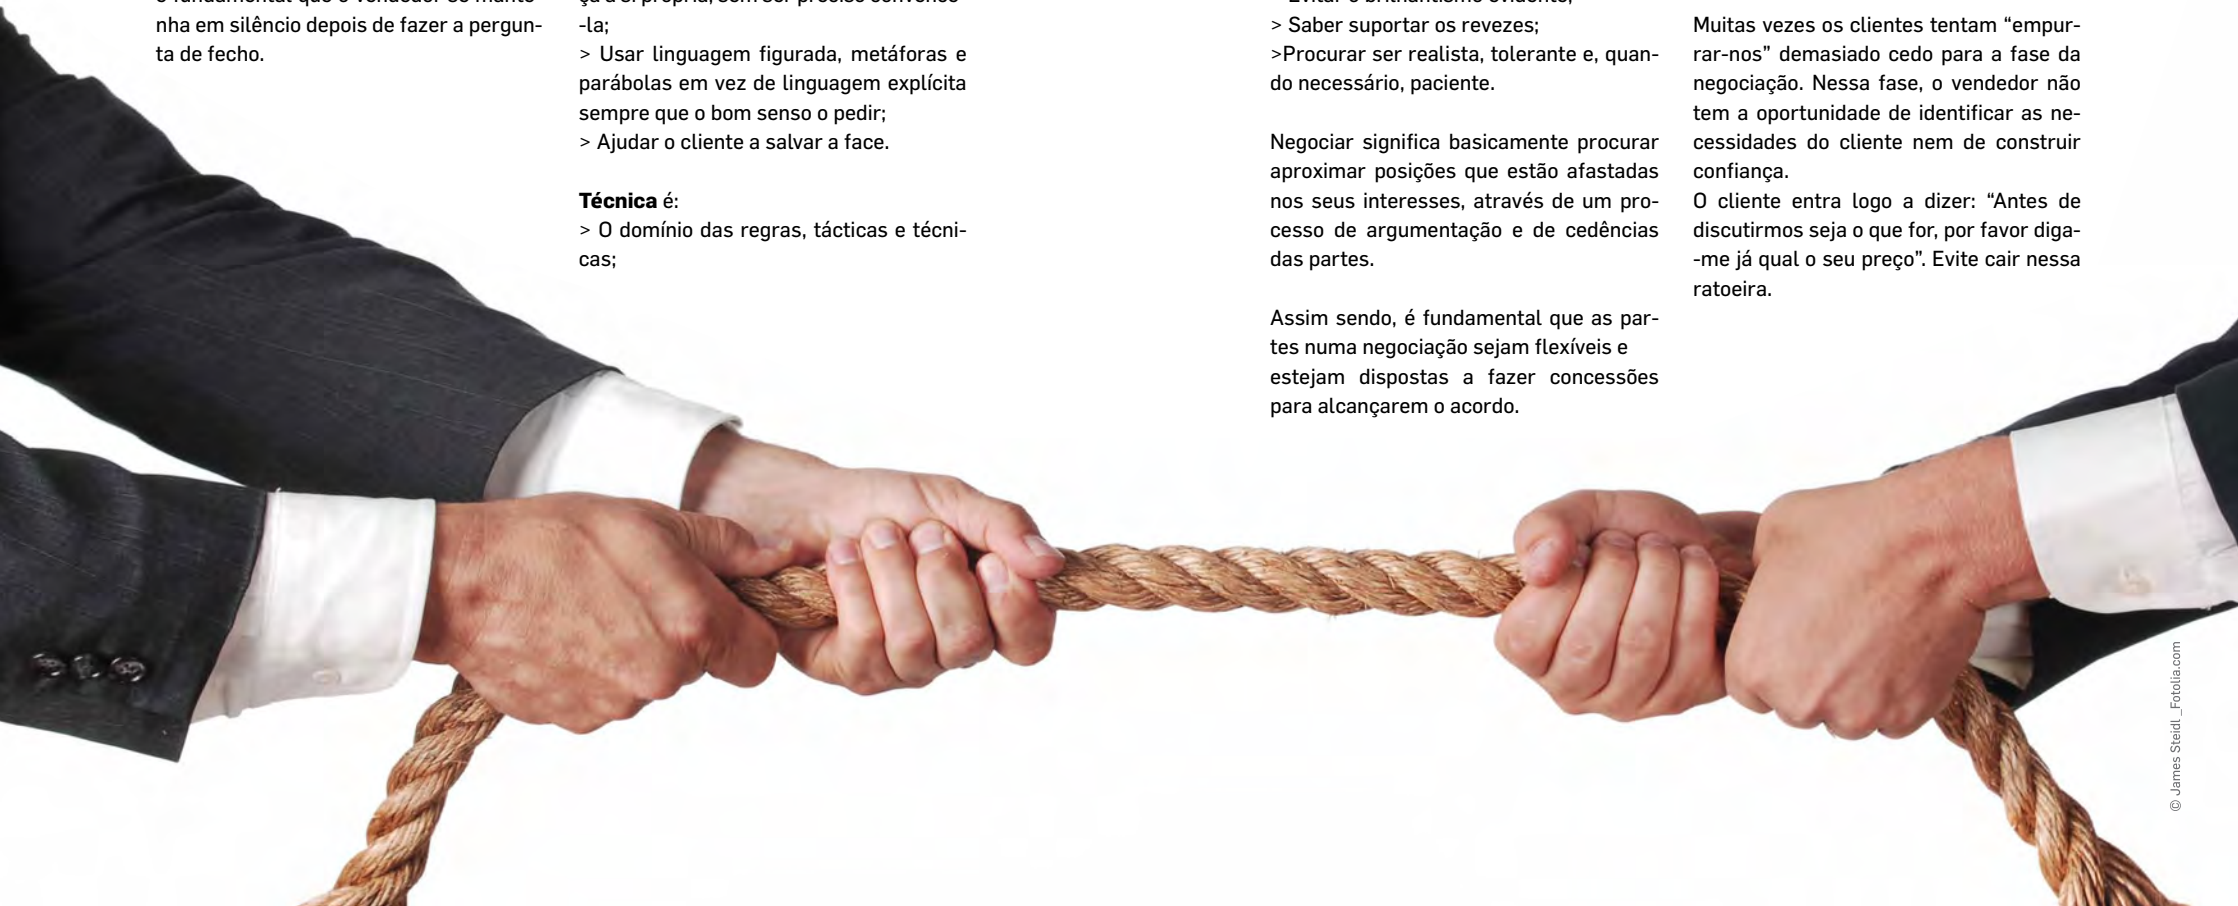 nha em silêncio depois de fazer a pergun-
ta de fecho.
-la;
> Usar linguagem figurada, metáforas e
parábolas em vez de linguagem explícita
sempre que o bom senso o pedir;
> Ajudar o cliente a salvar a face.
Técnica é:
> O domínio das regras, tácticas e técni-
cas;
> Saber suportar os revezes;
>Procurar ser realista, tolerante e, quan-
do necessário, paciente.
Negociar significa basicamente procurar
aproximar posições que estão afastadas
nos seus interesses, através de um pro-
cesso de argumentação e de cedências
das partes.
Assim sendo, é fundamental que as par-
tes numa negociação sejam flexíveis e
estejam dispostas a fazer concessões
para alcançarem o acordo.
Muitas vezes os clientes tentam “empur-
rar-nos” demasiado cedo para a fase da
negociação. Nessa fase, o vendedor não
tem a oportunidade de identificar as ne-
cessidades do cliente nem de construir
confiança.
O cliente entra logo a dizer: “Antes de
discutirmos seja o que for, por favor diga-
-me já qual o seu preço”. Evite cair nessa
ratoeira.
© James Steidl_Fotolia.com